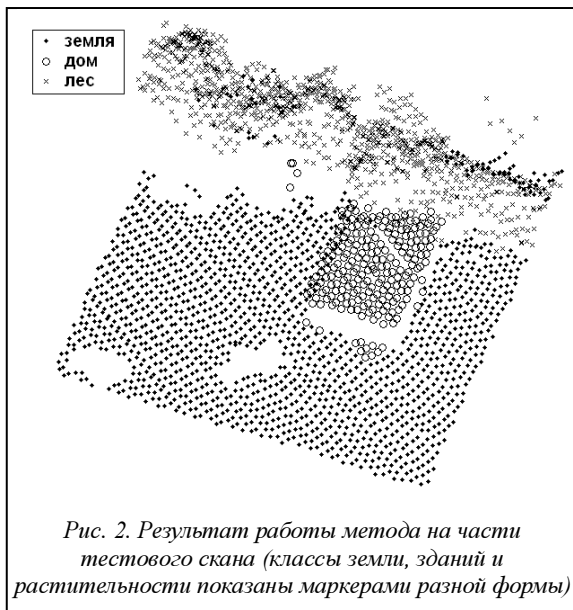 земля
дом
лес
Рис. 2. Результат работы метода на части
тестового скана (классы земли, зданий и
растительности показаны маркерами разной формы)